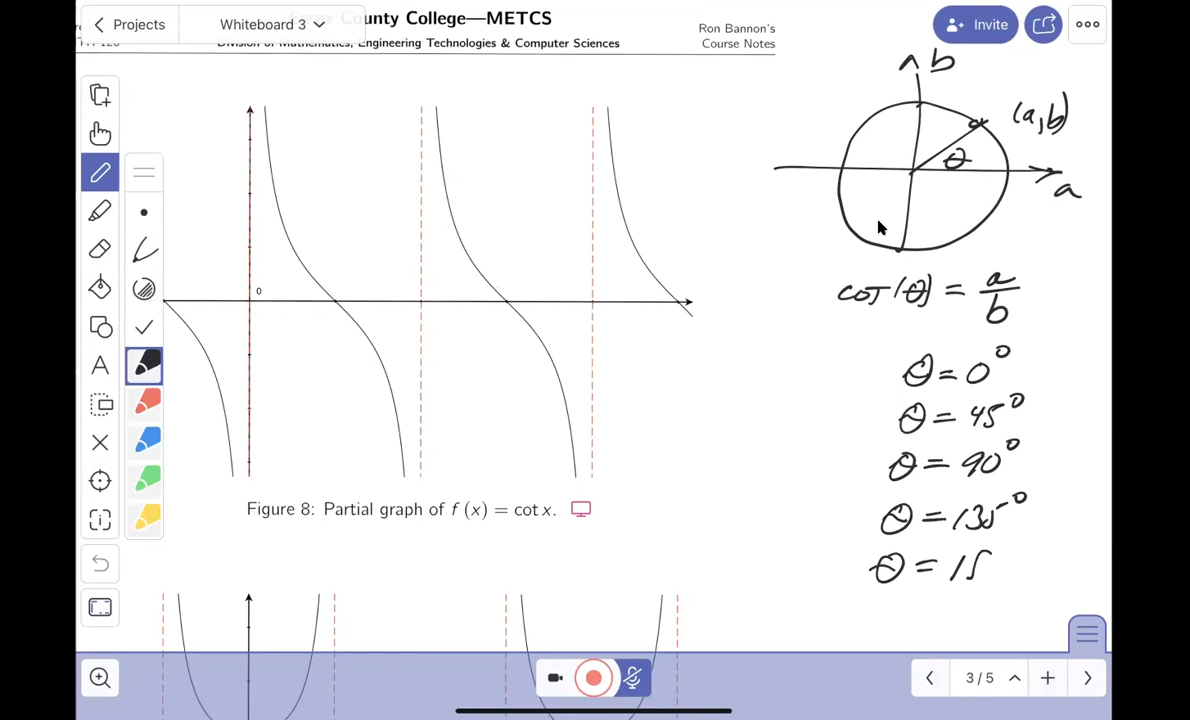 Projects
Whiteboard 3
County College—METCS
Division of Mathematics, Engineering Technologies & Computer Sciences
Ron Bannon's
Course Notes
Invite
b
(a,b)
θ
a
0
cot(θ) = a/b
θ = 0°
θ = 45°
θ = 90°
θ = 135°
θ = 18
Figure 8: Partial graph of f (x) = cot x.
A
3 / 5